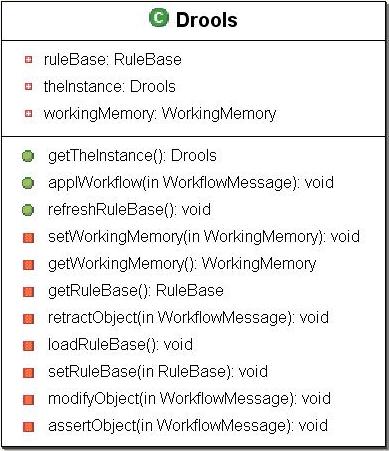 C Drools
ruleBase: RuleBase
theInstance: Drools
workingMemory: WorkingMemory
getTheInstance(): Drools
applWorkflow(in WorkflowMessage): void
refreshRuleBase(): void
setWorkingMemory(in WorkingMemory): void
getWorkingMemory(): WorkingMemory
getRuleBase(): RuleBase
retractObject(in WorkflowMessage): void
loadRuleBase(): void
setRuleBase(in RuleBase): void
modifyObject(in WorkflowMessage): void
assertObject(in WorkflowMessage): void